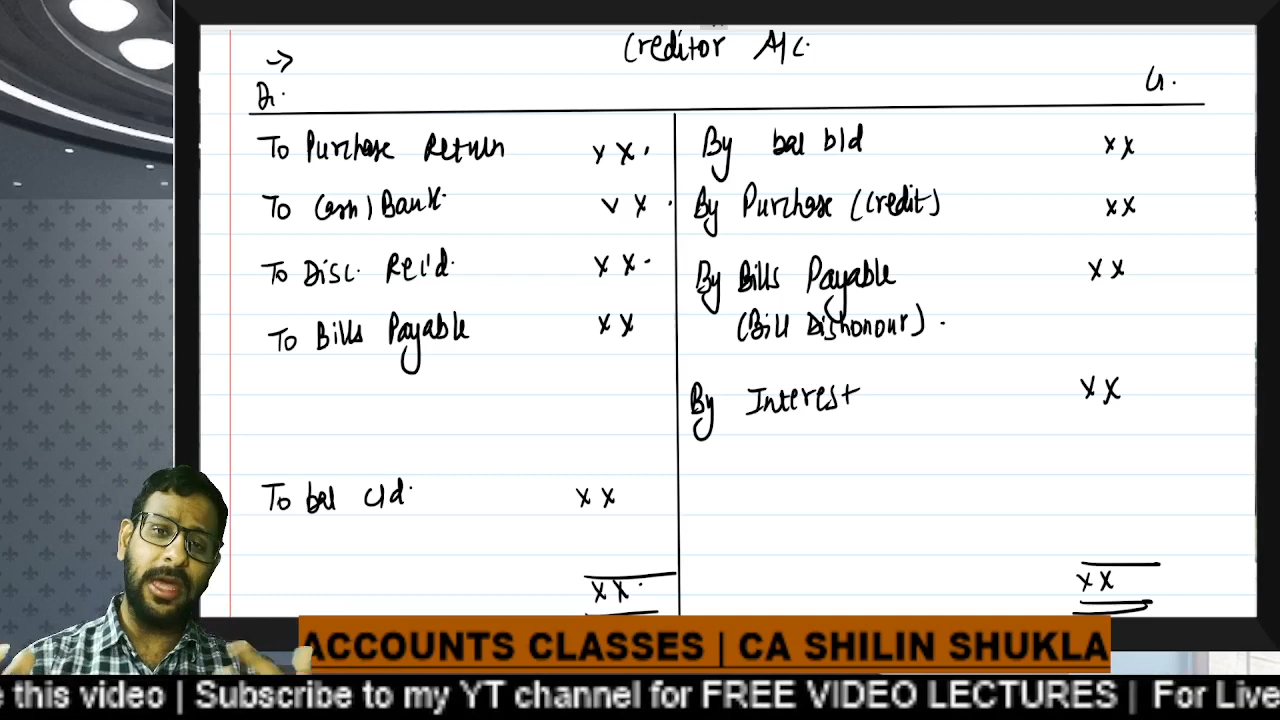 Creditor A/c.
→
Dr.
Cr.
To Purchase Return xx.
To Cash/Bank. xx.
To Disc. Rec'd. xx.
To Bills Payable xx
To bal c/d. xx
xx.
By bal b/d xx
By Purchase (Credit) xx
By Bills Payable xx
(Bill Dishonour).
By Interest xx
xx
ACCOUNTS CLASSES | CA SHILIN SHUKLA
e this video | Subscribe to my YT channel for FREE VIDEO LECTURES | For Live